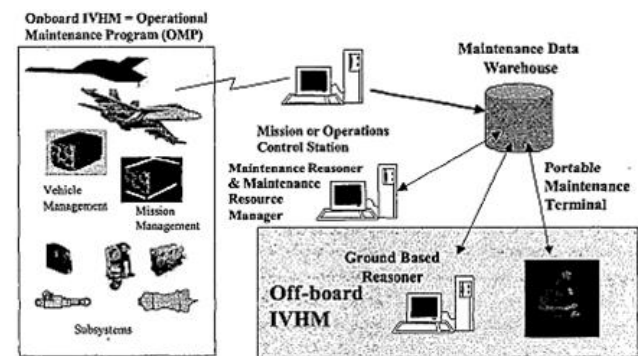 Onboard IVHM = Operational
Maintenance Program (OMP)
Vehicle
Management
Mission
Management
Subsystems
Mission or Operations
Control Station
Maintenance Reasoner
& Maintenance
Resource
Manager
Maintenance Data
Warehouse
Portable
Maintenance
Terminal
Ground Based
Reasoner
Off-board
IVHM